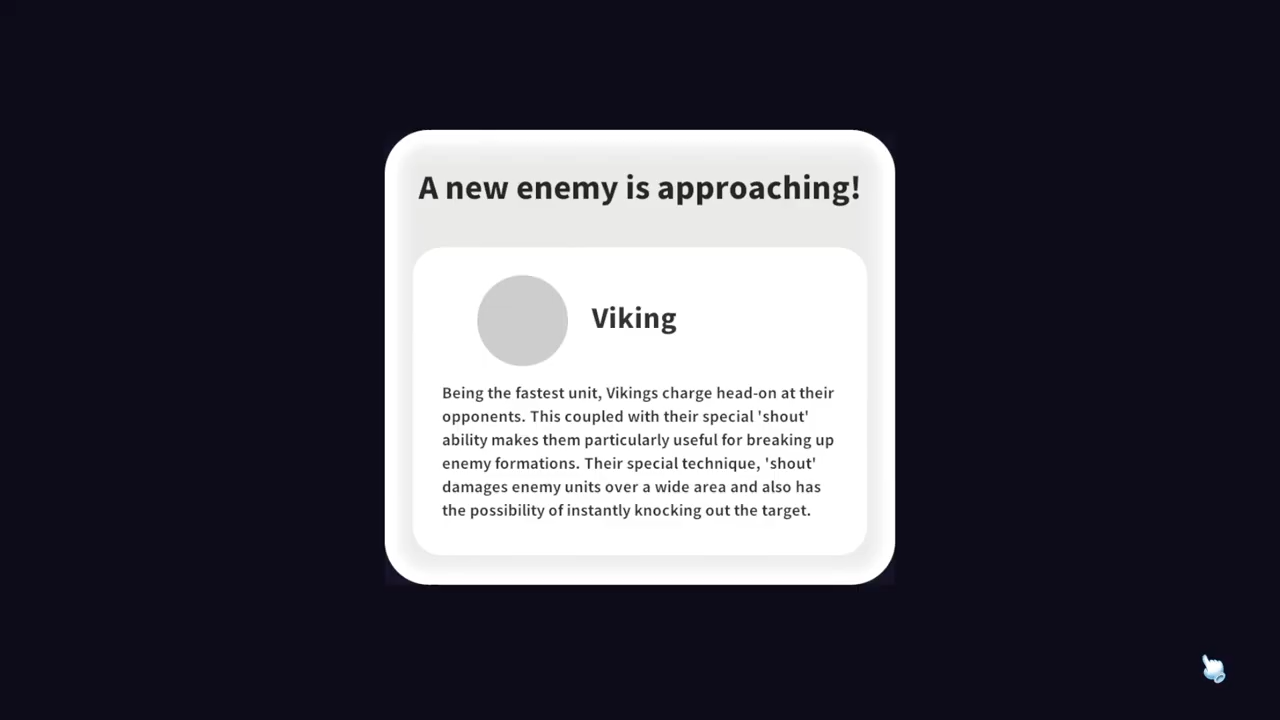 A new enemy is approaching!
Viking
Being the fastest unit, Vikings charge head-on at their
opponents. This coupled with their special 'shout'
ability makes them particularly useful for breaking up
enemy formations. Their special technique, 'shout'
damages enemy units over a wide area and also has
the possibility of instantly knocking out the target.